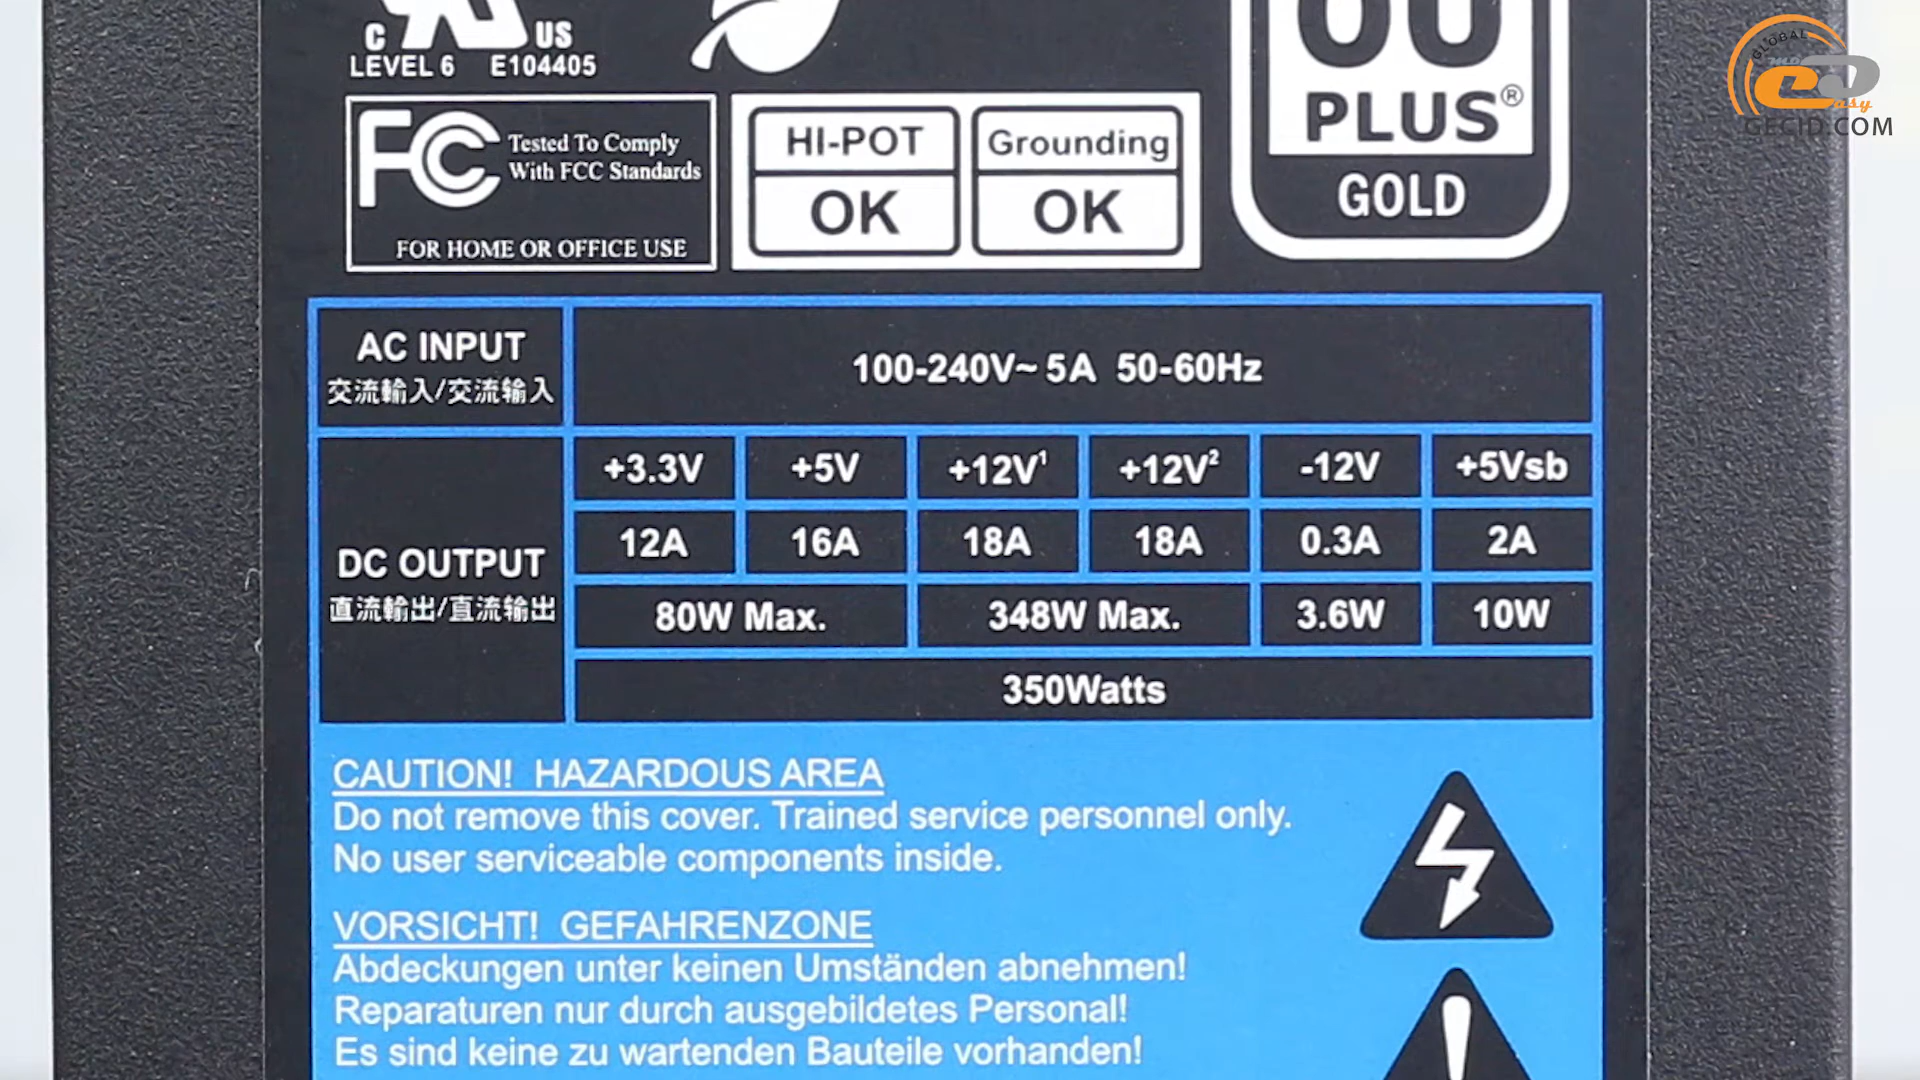 C US
LEVEL 6 E104405
FC Tested To Comply
With FCC Standards
FOR HOME OR OFFICE USE
HI-POT
OK
Grounding
OK
PLUS®
GOLD
GLOBAL
GECID.COM
AC INPUT
交流輸入/交流输入
100-240V~ 5A 50-60Hz
DC OUTPUT
直流輸出/直流输出
+3.3V +5V +12V¹ +12V² -12V +5Vsb
12A 16A 18A 18A 0.3A 2A
80W Max. 348W Max. 3.6W 10W
350Watts
CAUTION! HAZARDOUS AREA
Do not remove this cover. Trained service personnel only.
No user serviceable components inside.
VORSICHT! GEFAHRENZONE
Abdeckungen unter keinen Umständen abnehmen!
Reparaturen nur durch ausgebildetes Personal!
Es sind keine zu wartenden Bauteile vorhanden!